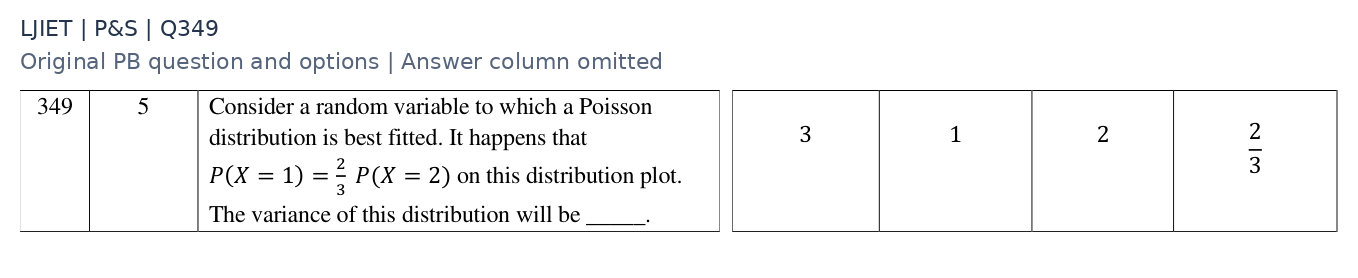 LJIET | P&S | Q349
Original PB question and options | Answer column omitted
349 5 Consider a random variable to which a Poisson
distribution is best fitted. It happens that
P(X = 1) = 2/3 P(X = 2) on this distribution plot.
The variance of this distribution will be _____.
3 1 2 2/3